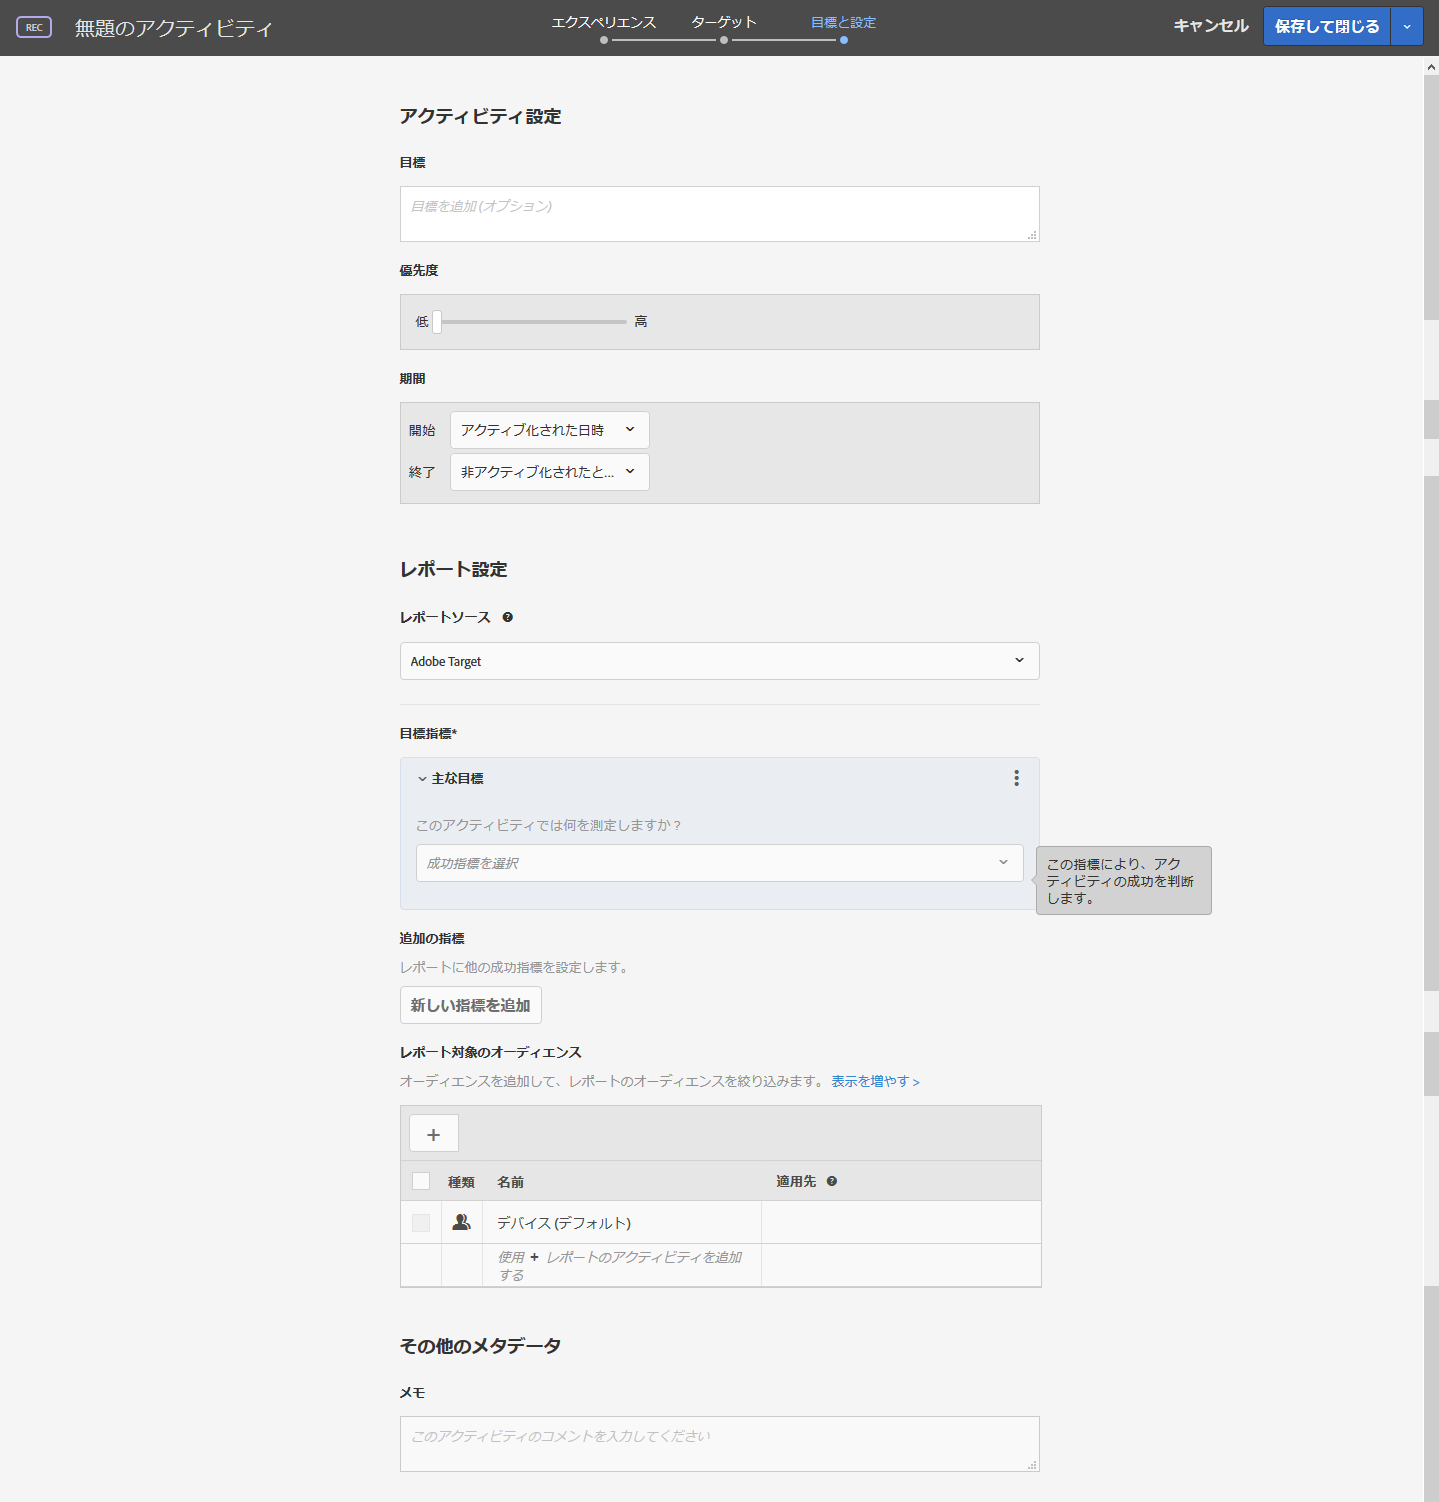 REC
無題のアクティビティ
エクスペリエンス
ターゲット
目標と設定
キャンセル
保存して閉じる
アクティビティ設定
目標
目標を追加 (オプション)
優先度
低
高
期間
開始
アクティブ化された日時
終了
非アクティブ化されたと...
レポート設定
レポートソース
Adobe Target
目標指標*
主な目標
このアクティビティでは何を測定しますか ?
成功指標を選択
この指標により、アク
ティビティの成功を判断
します。
追加の指標
レポートに他の成功指標を設定します。
新しい指標を追加
レポート対象のオーディエンス
オーディエンスを追加して、レポートのオーディエンスを絞り込みます。 表示を増やす >
+
種類
名前
適用先
デバイス (デフォルト)
使用 + レポートのアクティビティを追加
する
その他のメタデータ
メモ
このアクティビティのコメントを入力してください